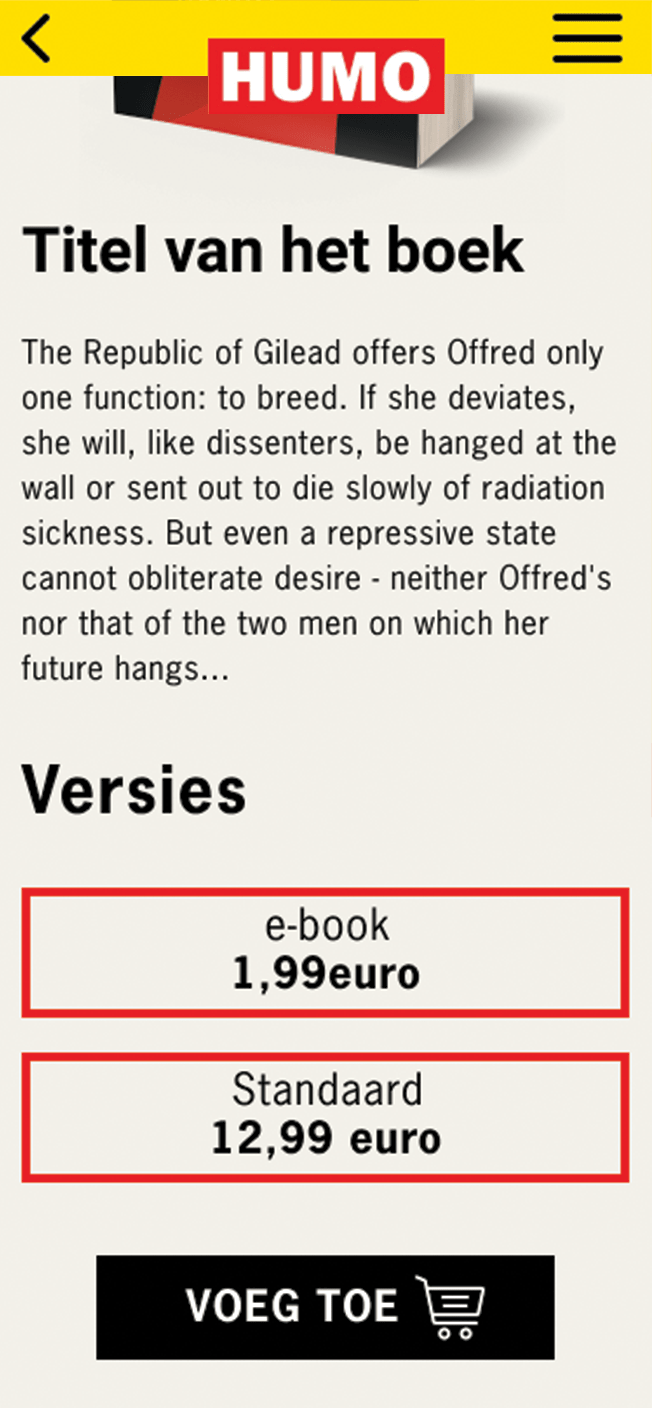 HUMO
Titel van het boek
The Republic of Gilead offers Offred only
one function: to breed. If she deviates,
she will, like dissenters, be hanged at the
wall or sent out to die slowly of radiation
sickness. But even a repressive state
cannot obliterate desire - neither Offred's
nor that of the two men on which her
future hangs...
Versies
e-book
1,99euro
Standaard
12,99 euro
VOEG TOE